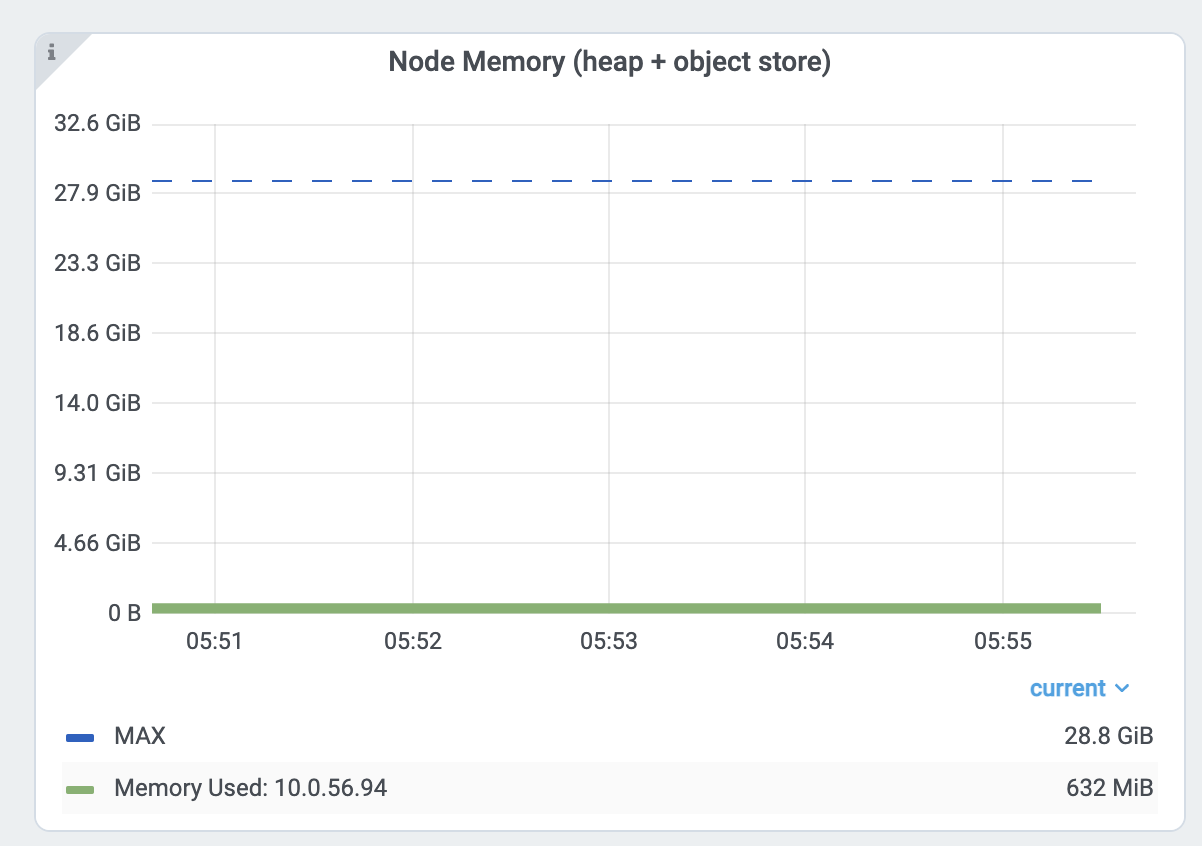 i
Node Memory (heap + object store)
32.6 GiB
27.9 GiB
23.3 GiB
18.6 GiB
14.0 GiB
9.31 GiB
4.66 GiB
0 B
05:51 05:52 05:53 05:54 05:55
current
MAX 28.8 GiB
Memory Used: 10.0.56.94 632 MiB